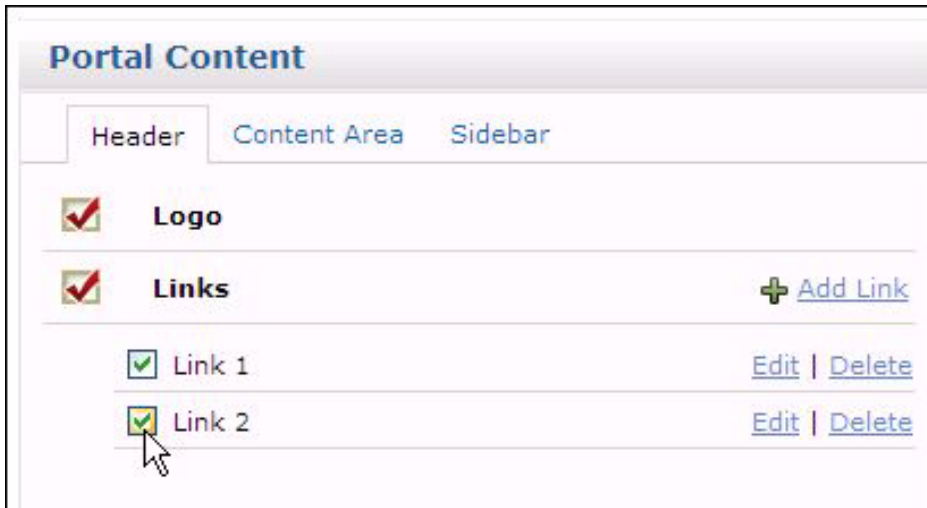 Portal Content
Header Content Area Sidebar
Logo
Links Add Link
Link 1 Edit | Delete
Link 2 Edit | Delete